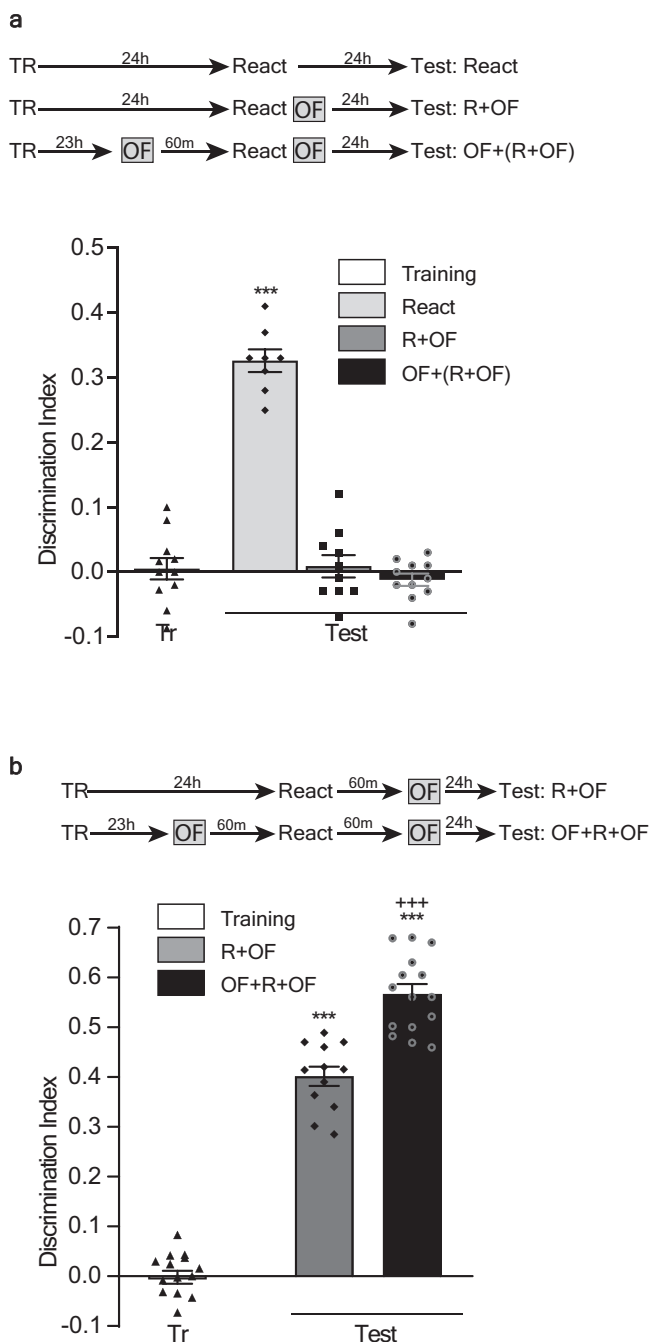 a
TR 24h React 24h Test: React
TR 24h React OF 24h Test: R+OF
TR 23h OF 60m React OF 24h Test: OF+(R+OF)
0.5
0.4
0.3
0.2
0.1
0.0
-0.1
Discrimination Index
***
Training
React
R+OF
OF+(R+OF)
Tr
Test
b
TR 24h React 60m OF 24h Test: R+OF
TR 23h OF 60m React 60m OF 24h Test: OF+R+OF
0.7
0.6
0.5
0.4
0.3
0.2
0.1
0.0
-0.1
Discrimination Index
Training
R+OF
OF+R+OF
***
+++
***
Tr
Test